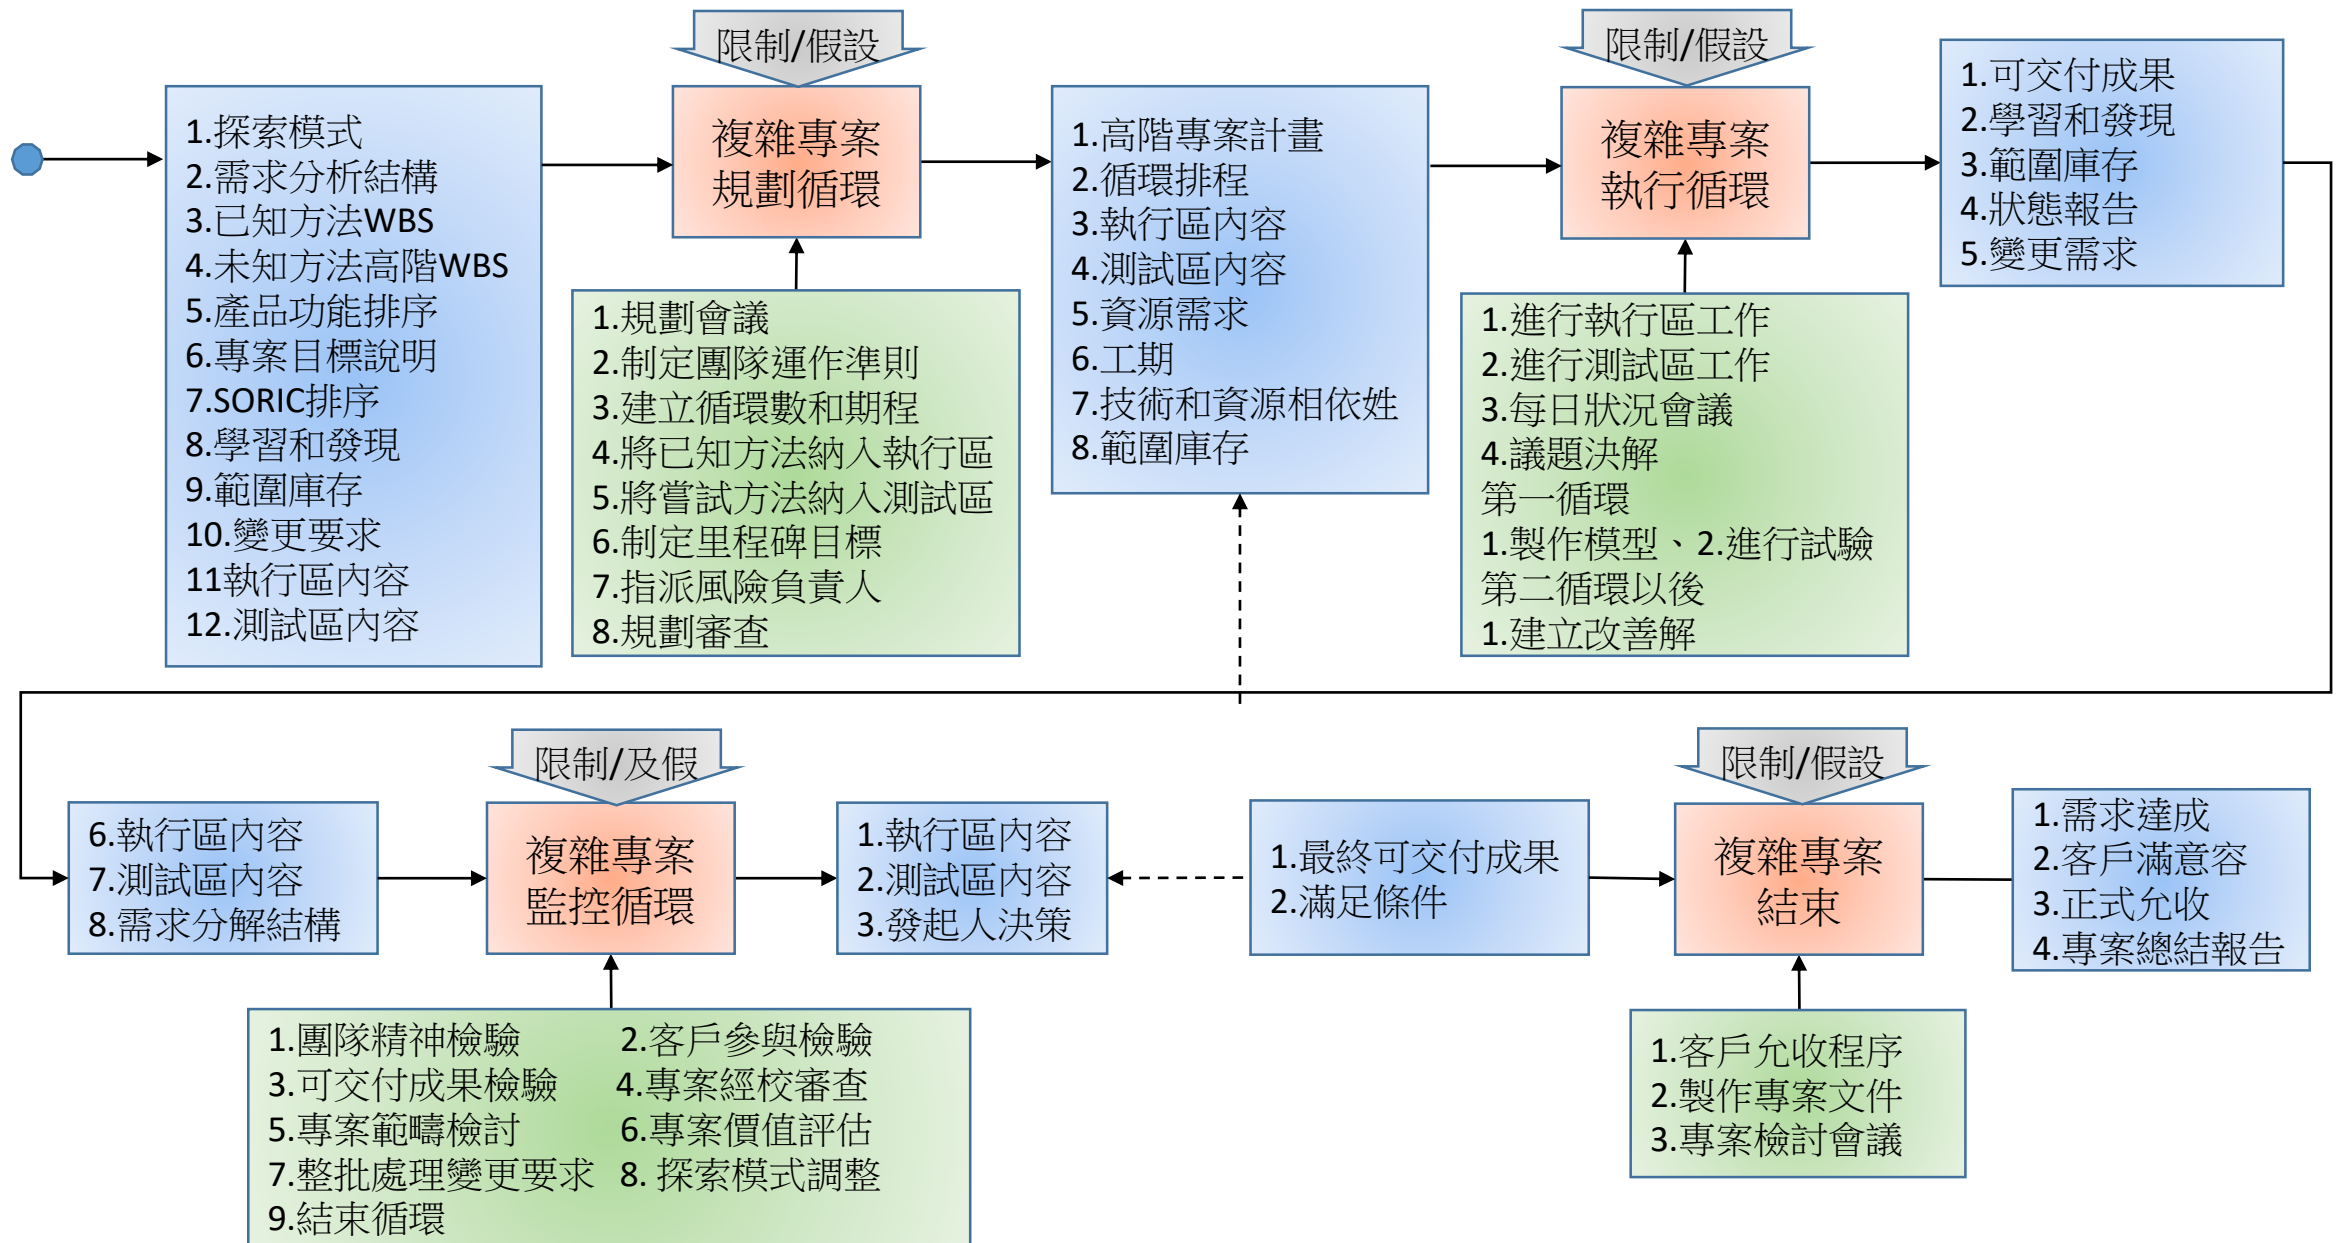 限制/假設
限制/假設
1.探索模式
2.需求分析結構
3.已知方法WBS
4.未知方法高階WBS
5.產品功能排序
6.專案目標說明
7.SORIC排序
8.學習和發現
9.範圍庫存
10.變更要求
11執行區內容
12.測試區內容
複雜專案
規劃循環
1.規劃會議
2.制定團隊運作準則
3.建立循環數和期程
4.將已知方法納入執行區
5.將嘗試方法納入測試區
6.制定里程碑目標
7.指派風險負責人
8.規劃審查
1.高階專案計畫
2.循環排程
3.執行區內容
4.測試區內容
5.資源需求
6.工期
7.技術和資源相依姓
8.範圍庫存
複雜專案
執行循環
1.進行執行區工作
2.進行測試區工作
3.每日狀況會議
4.議題決解
第一循環
1.製作模型、2.進行試驗
第二循環以後
1.建立改善解
1.可交付成果
2.學習和發現
3.範圍庫存
4.狀態報告
5.變更需求
限制/及假
限制/假設
6.執行區內容
7.測試區內容
8.需求分解結構
複雜專案
監控循環
1.執行區內容
2.測試區內容
3.發起人決策
1.最終可交付成果
2.滿足條件
複雜專案
結束
1.需求達成
2.客戶滿意容
3.正式允收
4.專案總結報告
1.團隊精神檢驗 2.客戶參與檢驗
3.可交付成果檢驗 4.專案經校審查
5.專案範疇檢討 6.專案價值評估
7.整批處理變更要求 8. 探索模式調整
9.結束循環
1.客戶允收程序
2.製作專案文件
3.專案檢討會議